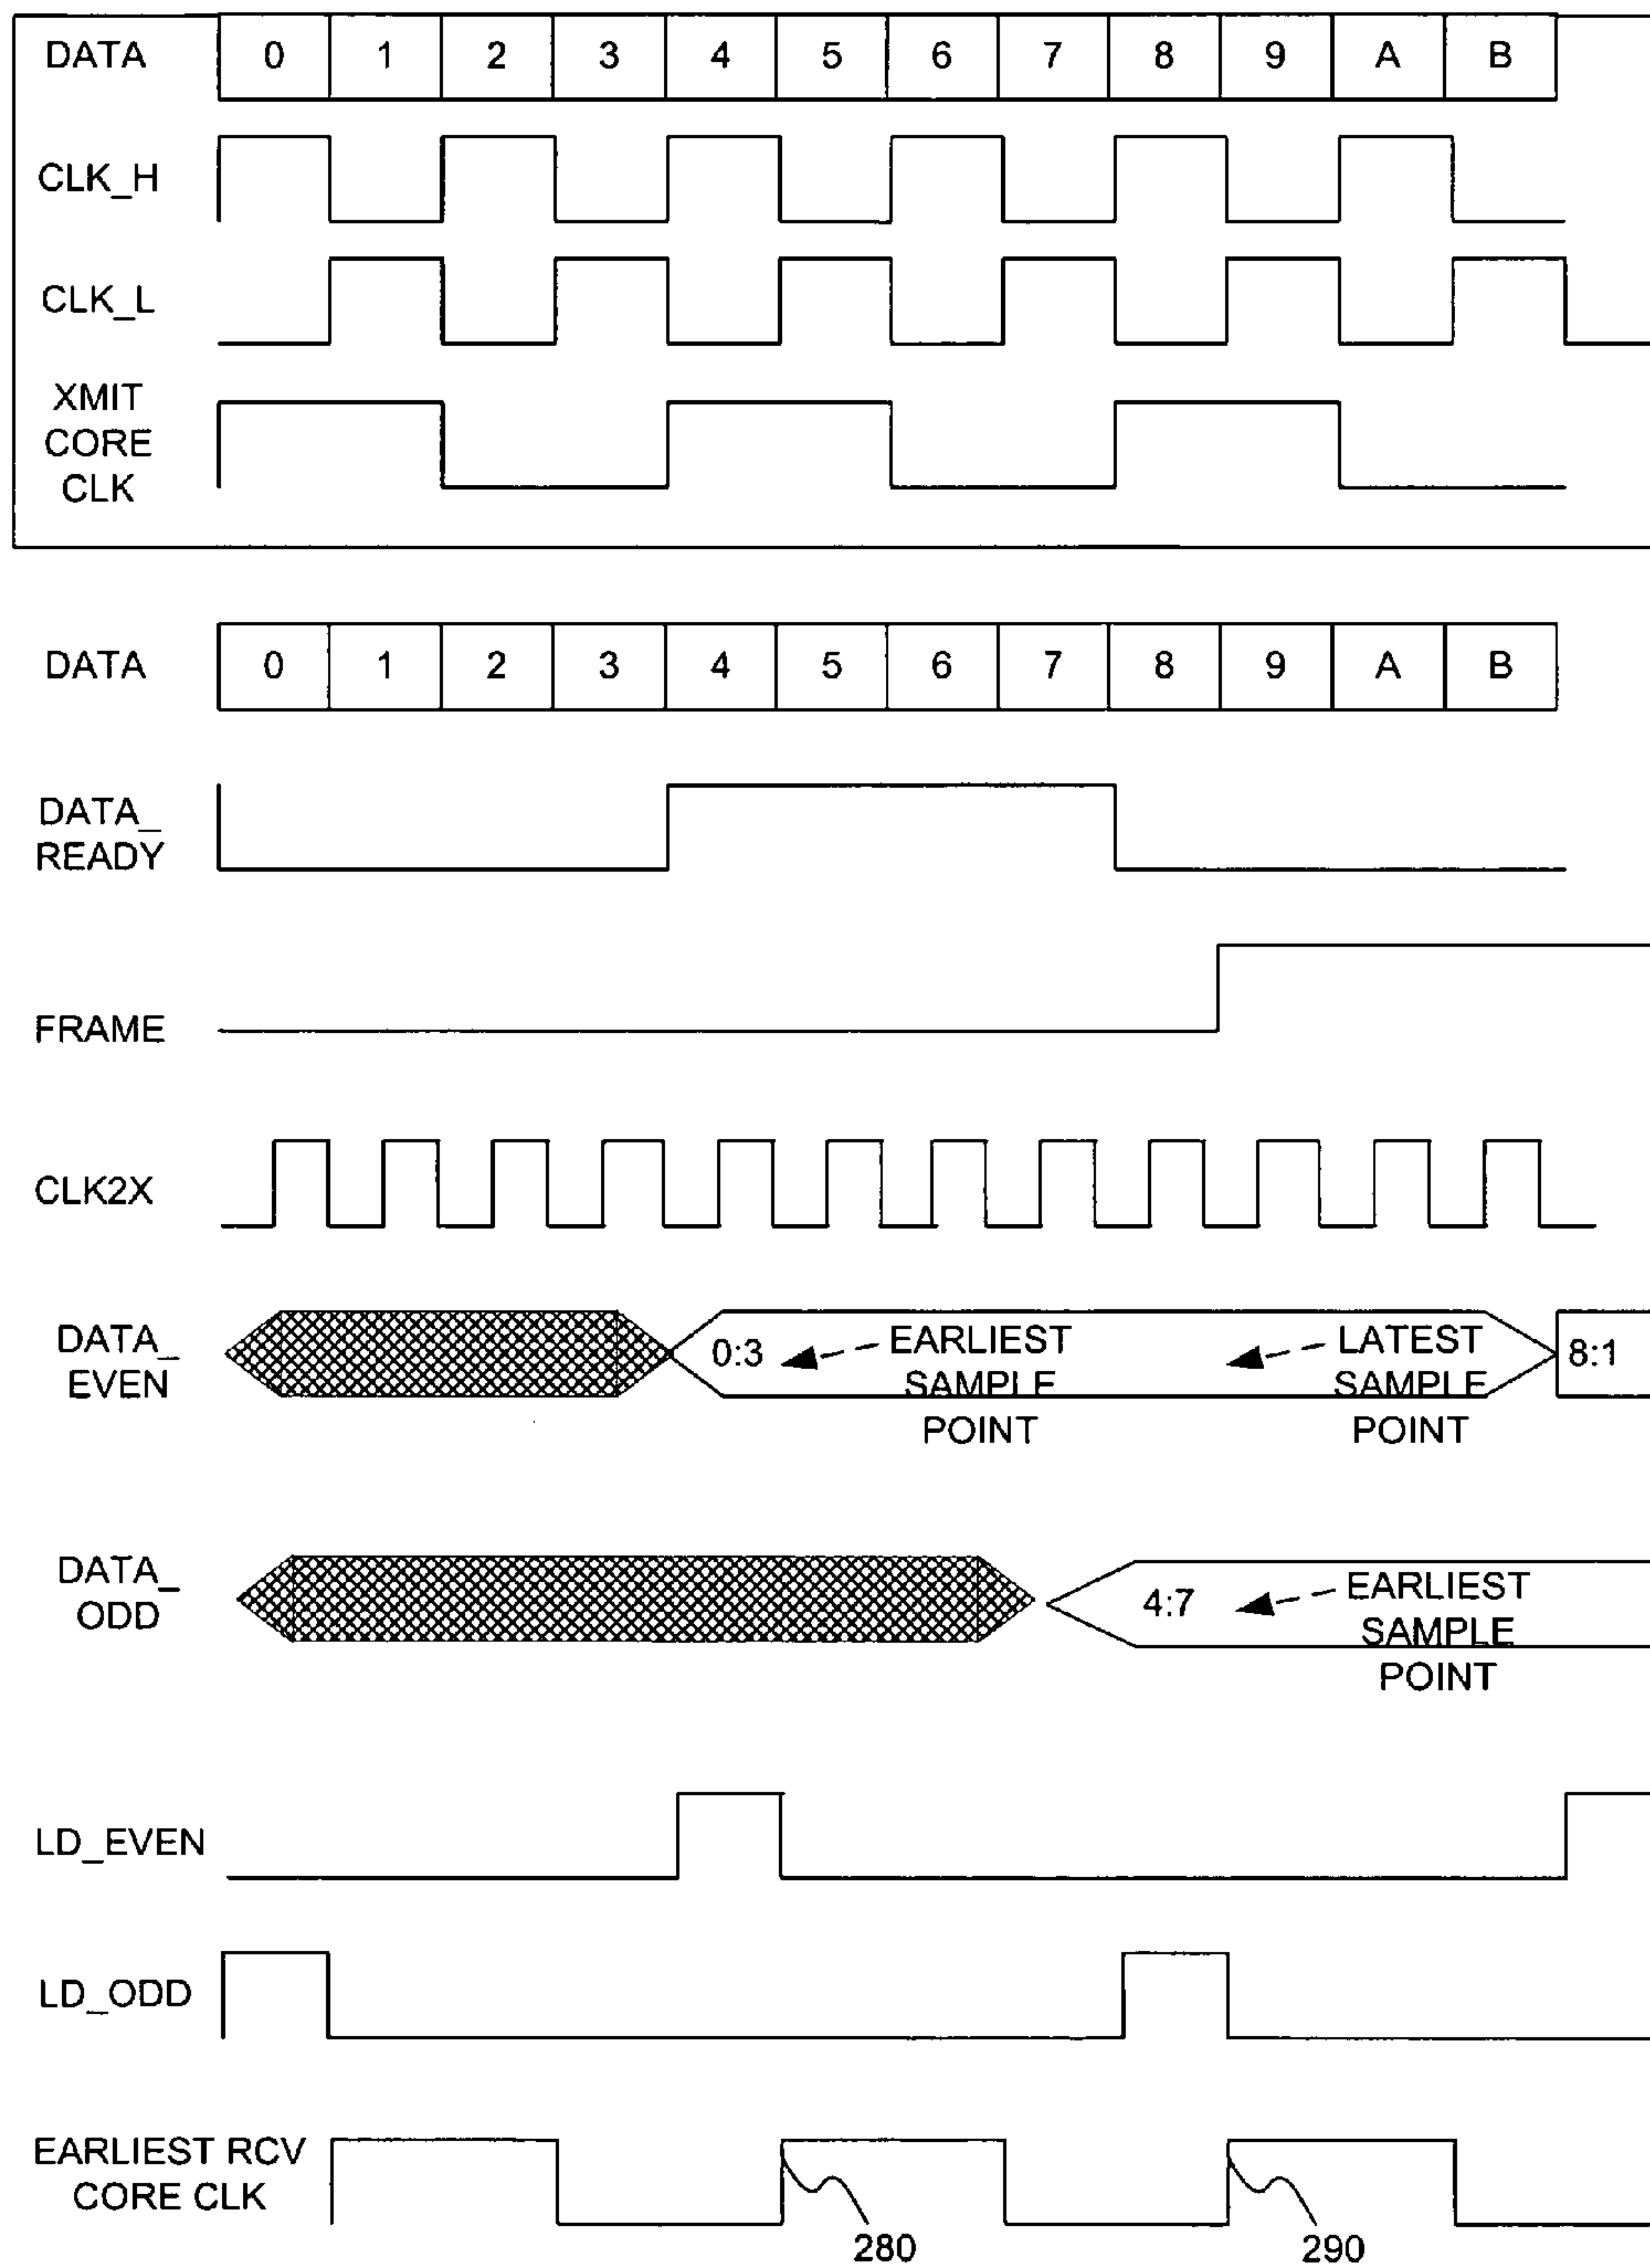 DATA 0 1 2 3 4 5 6 7 8 9 A B
CLK_H
CLK_L
XMIT
CORE
CLK
DATA 0 1 2 3 4 5 6 7 8 9 A B
DATA_
READY
FRAME
CLK2X
DATA_
EVEN
0:3
EARLIEST
SAMPLE
POINT
LATEST
SAMPLE
POINT
8:1
DATA_
ODD
4:7
EARLIEST
SAMPLE
POINT
LD_EVEN
LD_ODD
EARLIEST RCV
CORE CLK
280
290